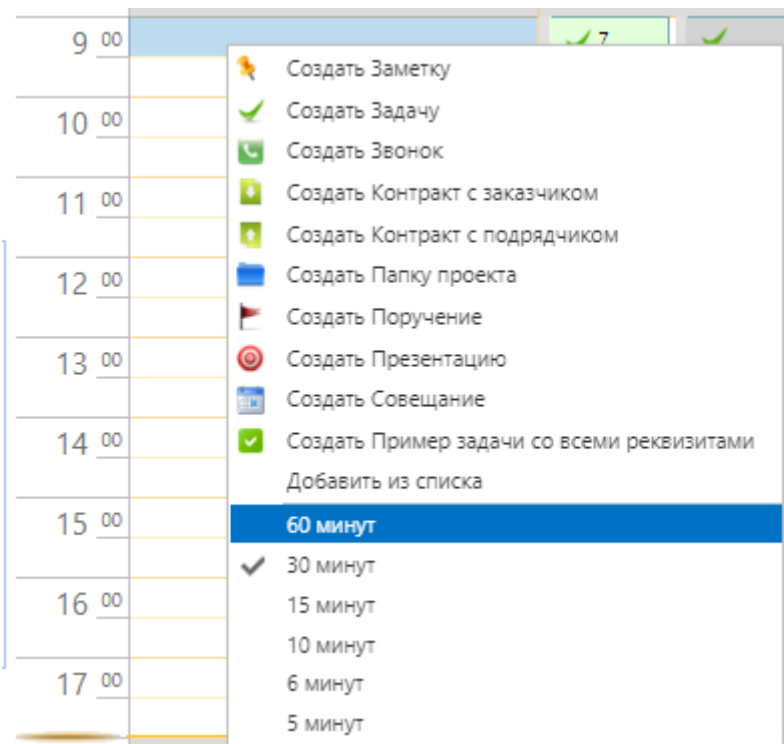 9 00
7
10 00
11 00
12 00
13 00
14 00
15 00
16 00
17 00
Создать Заметку
Создать Задачу
Создать Звонок
Создать Контракт с заказчиком
Создать Контракт с подрядчиком
Создать Папку проекта
Создать Поручение
Создать Презентацию
Создать Совещание
Создать Пример задачи со всеми реквизитами
Добавить из списка
60 минут
30 минут
15 минут
10 минут
6 минут
5 минут